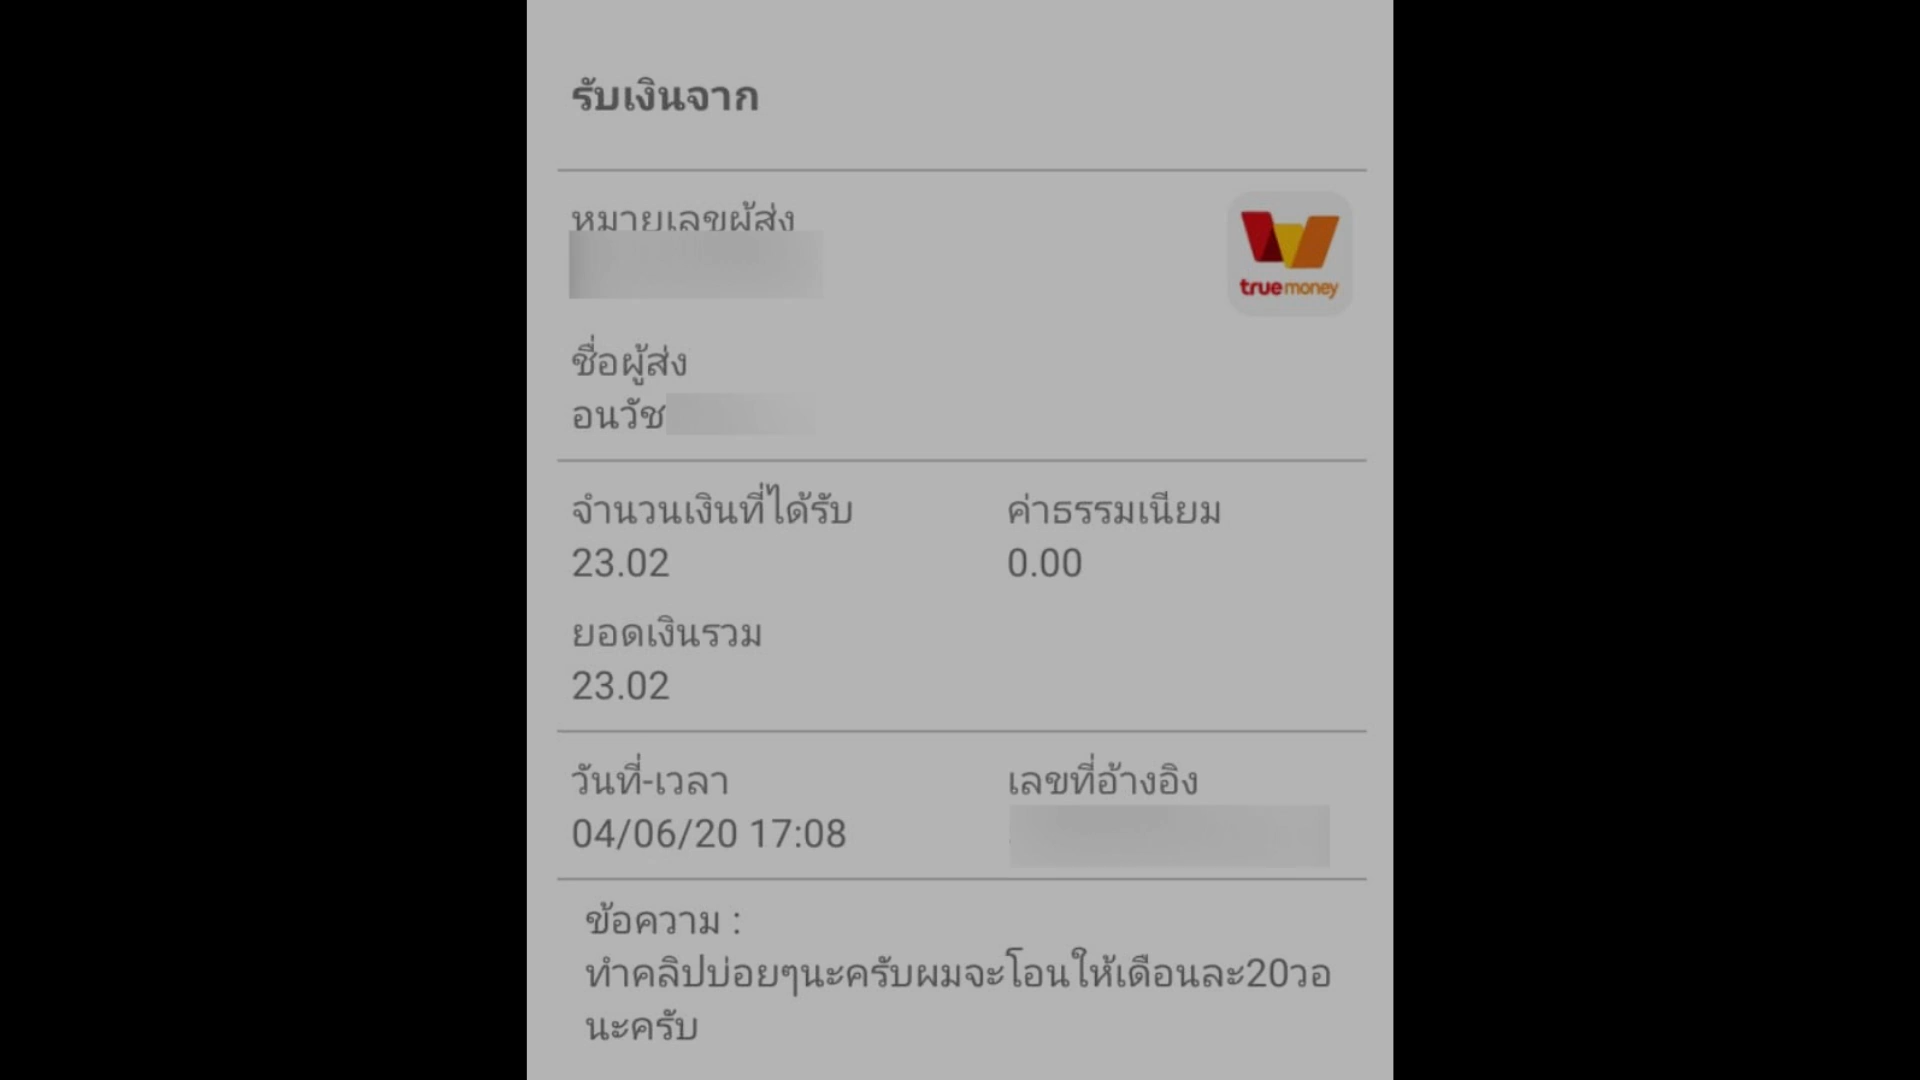 รับเงินจาก
หมายเลขผู้ส่ง
truemoney
ชื่อผู้ส่ง
อนวัช
จำนวนเงินที่ได้รับ ค่าธรรมเนียม
23.02 0.00
ยอดเงินรวม
23.02
วันที่-เวลา เลขที่อ้างอิง
04/06/20 17:08
ข้อความ :
ทำคลิปบ่อยๆนะครับผมจะโอนให้เดือนละ20วอ
นะครับ